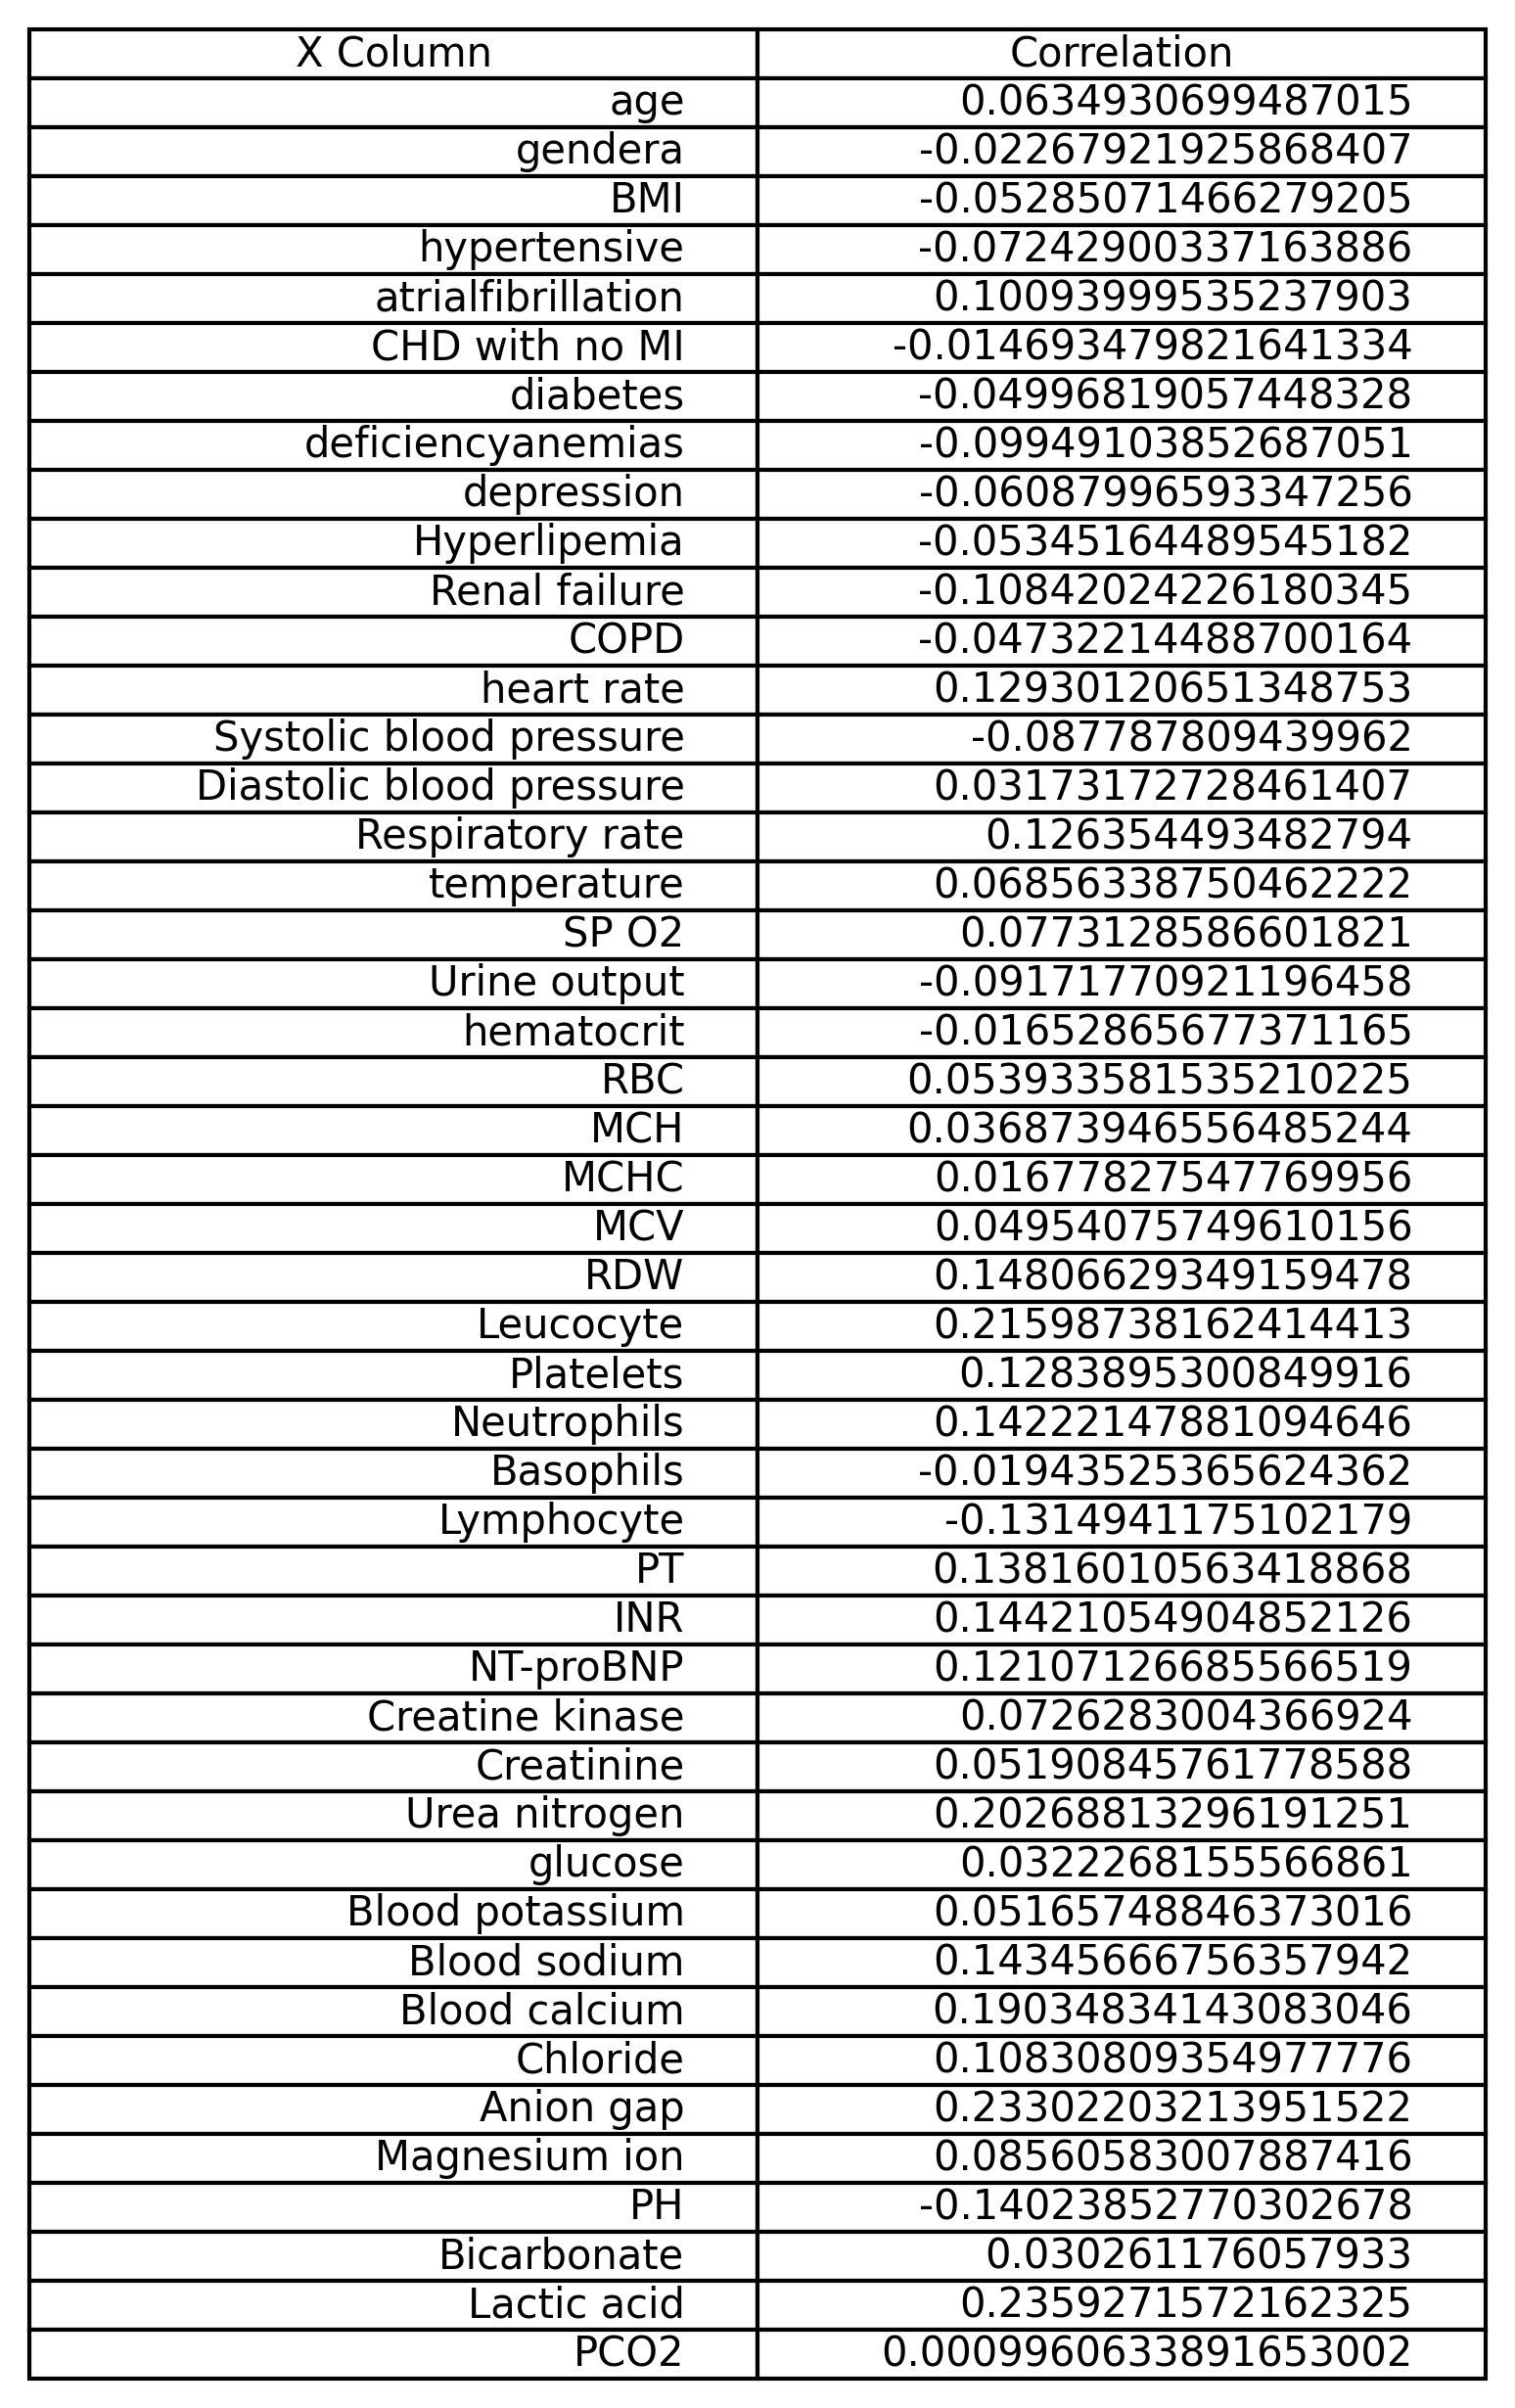 X Column Correlation
age 0.0634930699487015
gendera -0.02267921925868407
BMI -0.05285071466279205
hypertensive -0.07242900337163886
atrialfibrillation 0.10093999535237903
CHD with no MI -0.014693479821641334
diabetes -0.04996819057448328
deficiencyanemias -0.09949103852687051
depression -0.06087996593347256
Hyperlipemia -0.05345164489545182
Renal failure -0.10842024226180345
COPD -0.04732214488700164
heart rate 0.12930120651348753
Systolic blood pressure -0.087787809439962
Diastolic blood pressure 0.03173172728461407
Respiratory rate 0.126354493482794
temperature 0.06856338750462222
SP O2 0.0773128586601821
Urine output -0.09171770921196458
hematocrit -0.01652865677371165
RBC 0.053933581535210225
MCH 0.036873946556485244
MCHC 0.01677827547769956
MCV 0.04954075749610156
RDW 0.14806629349159478
Leucocyte 0.21598738162414413
Platelets 0.1283895300849916
Neutrophils 0.14222147881094646
Basophils -0.01943525365624362
Lymphocyte -0.1314941175102179
PT 0.13816010563418868
INR 0.14421054904852126
NT-proBNP 0.12107126685566519
Creatine kinase 0.0726283004366924
Creatinine 0.05190845761778588
Urea nitrogen 0.20268813296191251
glucose 0.0322268155566861
Blood potassium 0.05165748846373016
Blood sodium 0.14345666756357942
Blood calcium 0.19034834143083046
Chloride 0.10830809354977776
Anion gap 0.23302203213951522
Magnesium ion 0.08560583007887416
PH -0.14023852770302678
Bicarbonate 0.030261176057933
Lactic acid 0.2359271572162325
PCO2 0.0009960633891653002